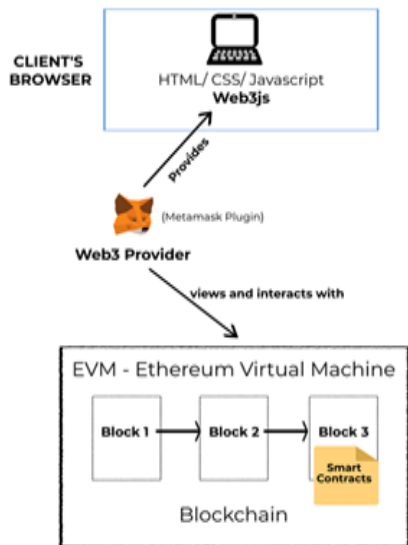 CLIENT'S
BROWSER
HTML/ CSS/ Javascript
Web3js
Provides
(Metamask Plugin)
Web3 Provider
views and interacts with
EVM - Ethereum Virtual Machine
Block 1
Block 2
Block 3
Smart
Contracts
Blockchain